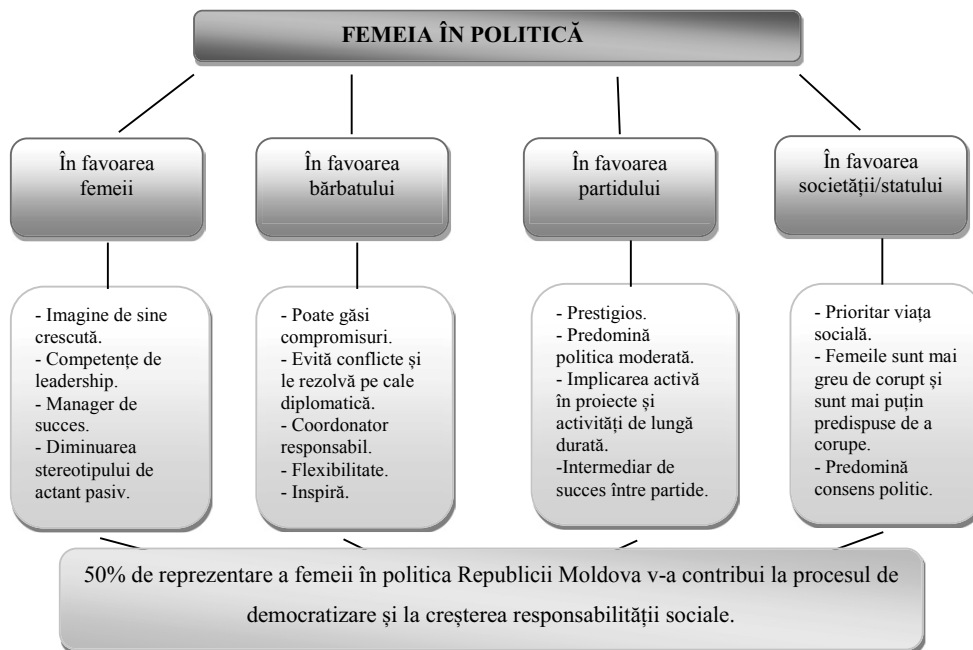 FEMEIA ÎN POLITICĂ
În favoarea
femeii
În favoarea
bărbatului
În favoarea
partidului
În favoarea
societății/statului
- Imagine de sine
crescută.
- Competențe de
leadership.
- Manager de
succes.
- Diminuarea
stereotipului de
actant pasiv.
- Poate găsi
compromisuri.
- Evită conflicte și
le rezolvă pe cale
diplomatică.
- Coordonator
responsabil.
- Flexibilitate.
- Inspiră.
- Prestigios.
- Predomină
politica moderată.
- Implicarea activă
în proiecte și
activități de lungă
durată.
-Intermediar de
succes între partide.
- Prioritar viața
socială.
- Femeile sunt mai
greu de corupt și
sunt mai puțin
predispuse de a
corupe.
- Predomină
consens politic.
50% de reprezentare a femeii în politica Republicii Moldova v-a contribui la procesul de
democratizare și la creșterea responsabilității sociale.